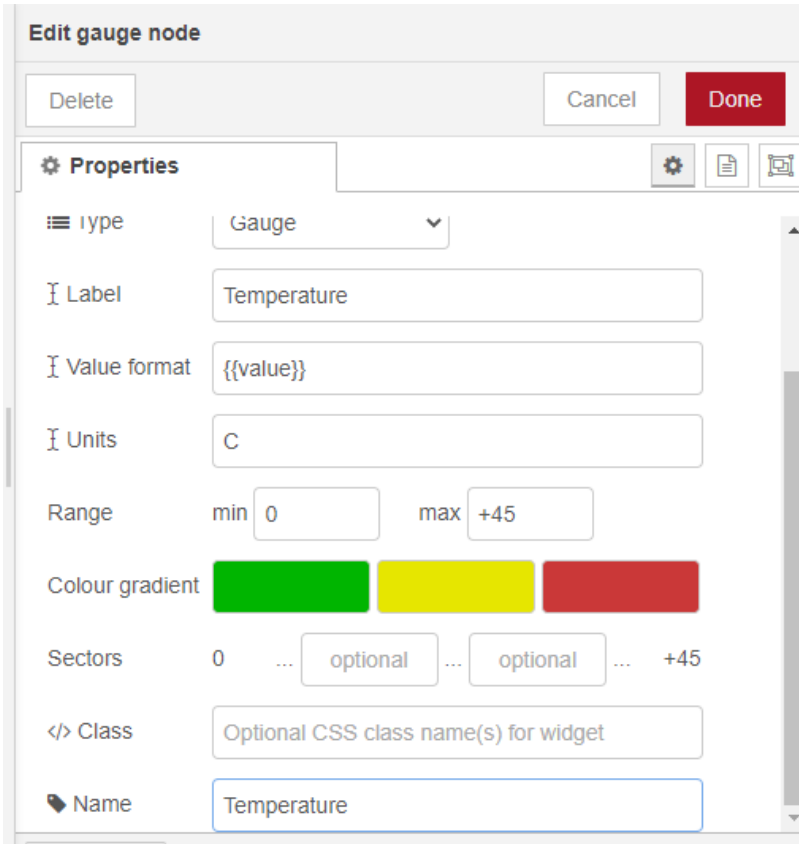 Edit gauge node
Delete Cancel Done
Properties
Type Gauge
Label Temperature
Value format {{value}}
Units C
Range min 0 max +45
Colour gradient
Sectors 0 ... optional ... optional ... +45
</> Class Optional CSS class name(s) for widget
Name Temperature